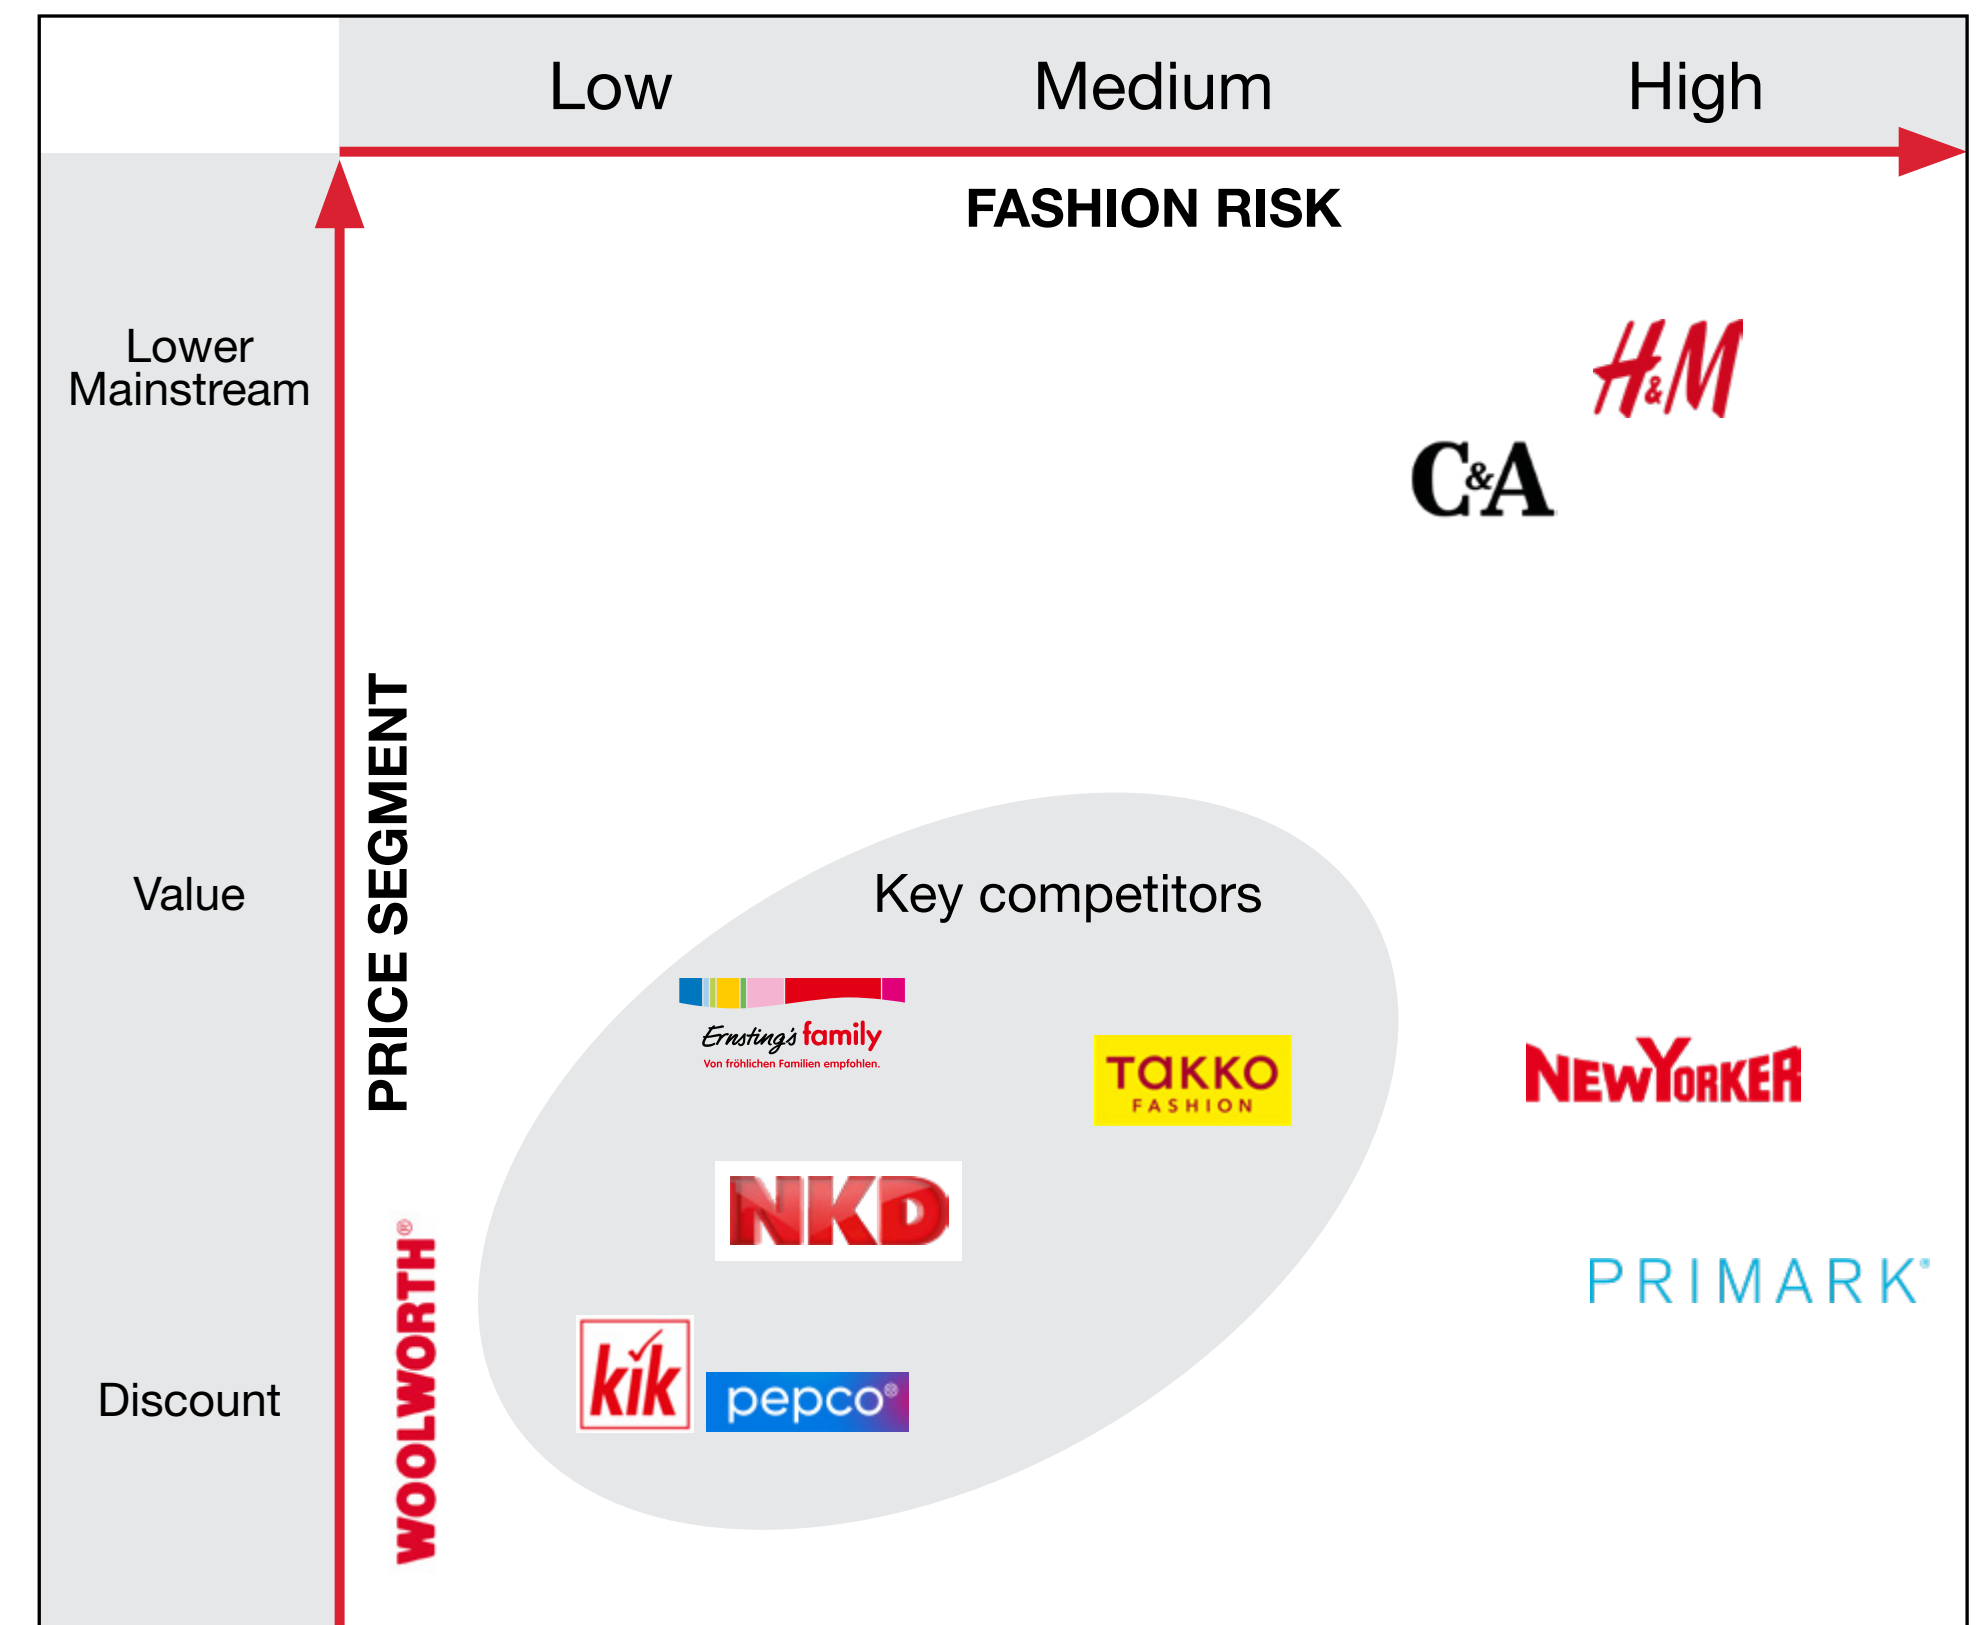 Low Medium High
FASHION RISK
Lower
Mainstream
H&M
C&A
PRICE SEGMENT
Value
Key competitors
Ernsting's family
Von fröhlichen Familien empfohlen.
TAKKO
FASHION
NEWYORKER
NKD
WOOLWORTH®
PRIMARK®
Discount
kik
pepco®